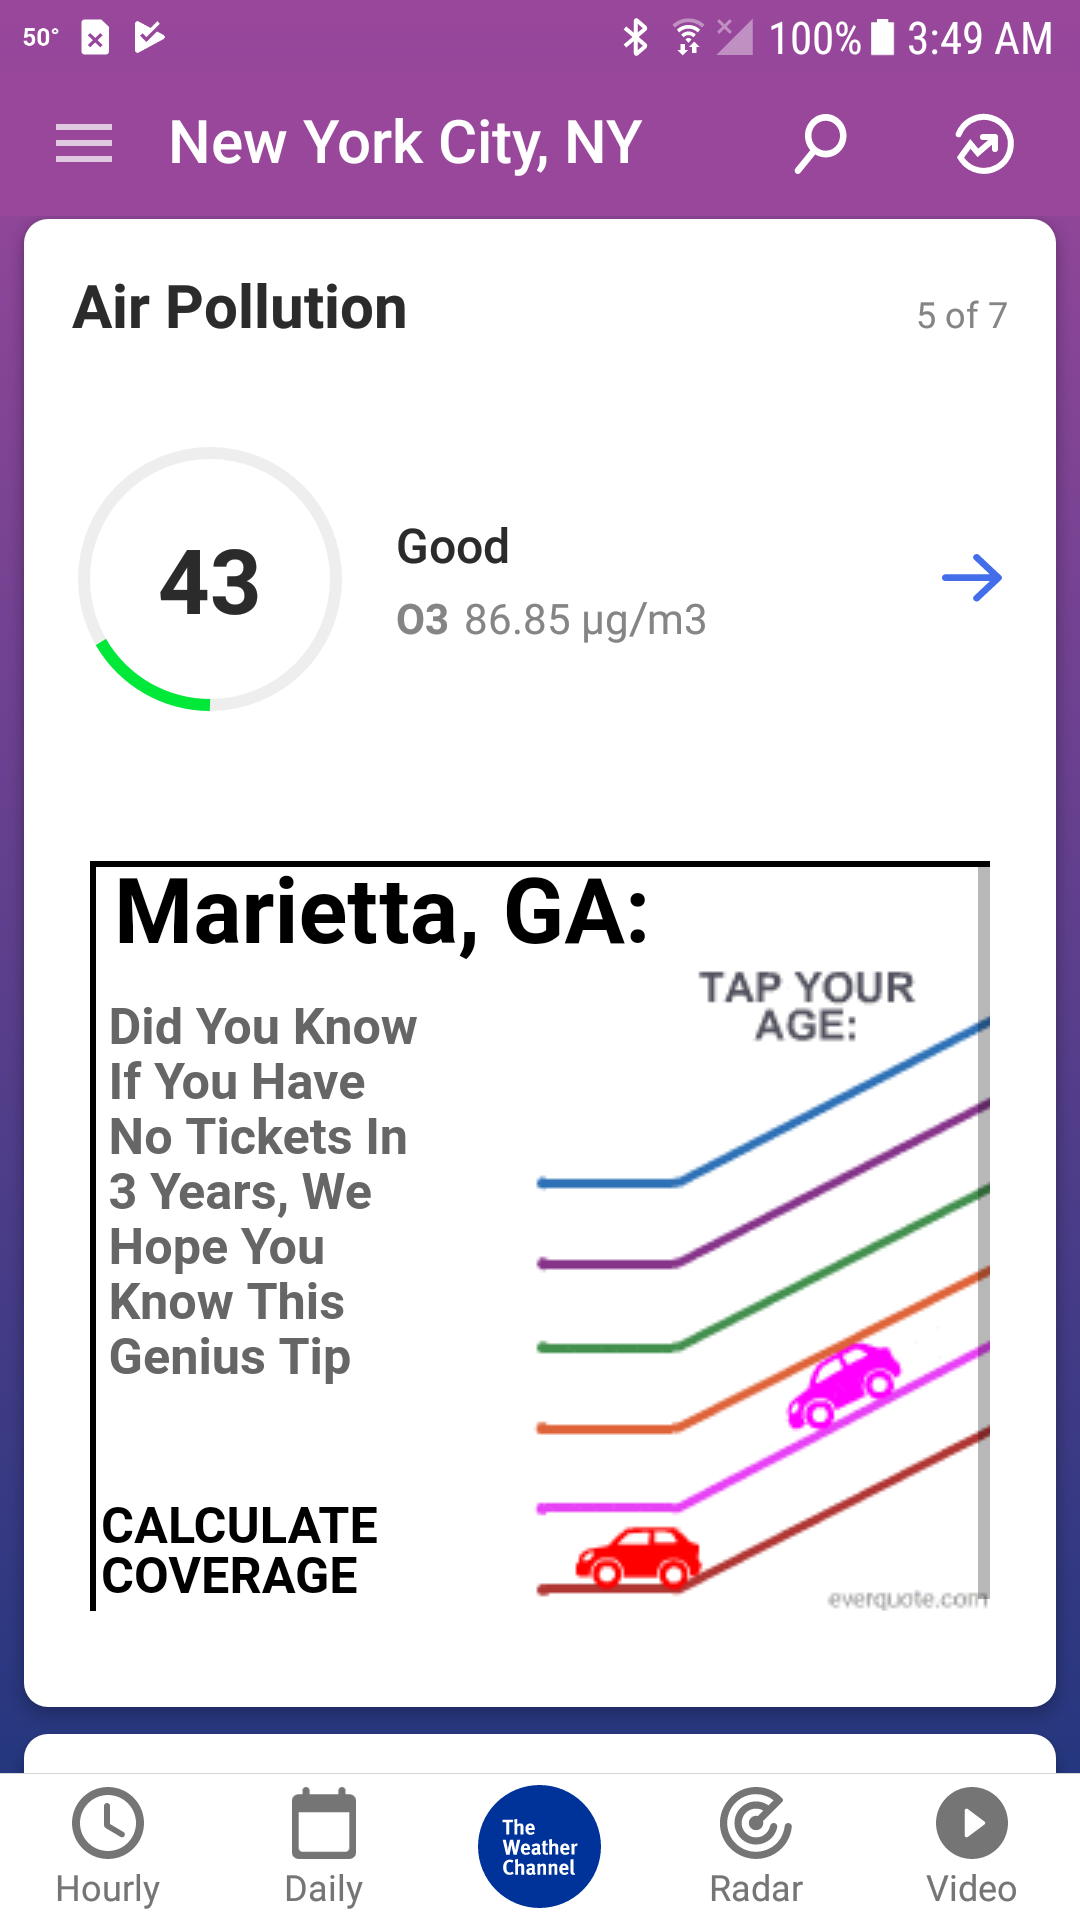 50°
100% 3:49 AM
New York City, NY
Air Pollution
5 of 7
43
Good
O3 86.85 µg/m3
Marietta, GA:
TAP YOUR
AGE:
Did You Know
If You Have
No Tickets In
3 Years, We
Hope You
Know This
Genius Tip
CALCULATE
COVERAGE
everquote.com
Hourly
Daily
The
Weather
Channel
Radar
Video